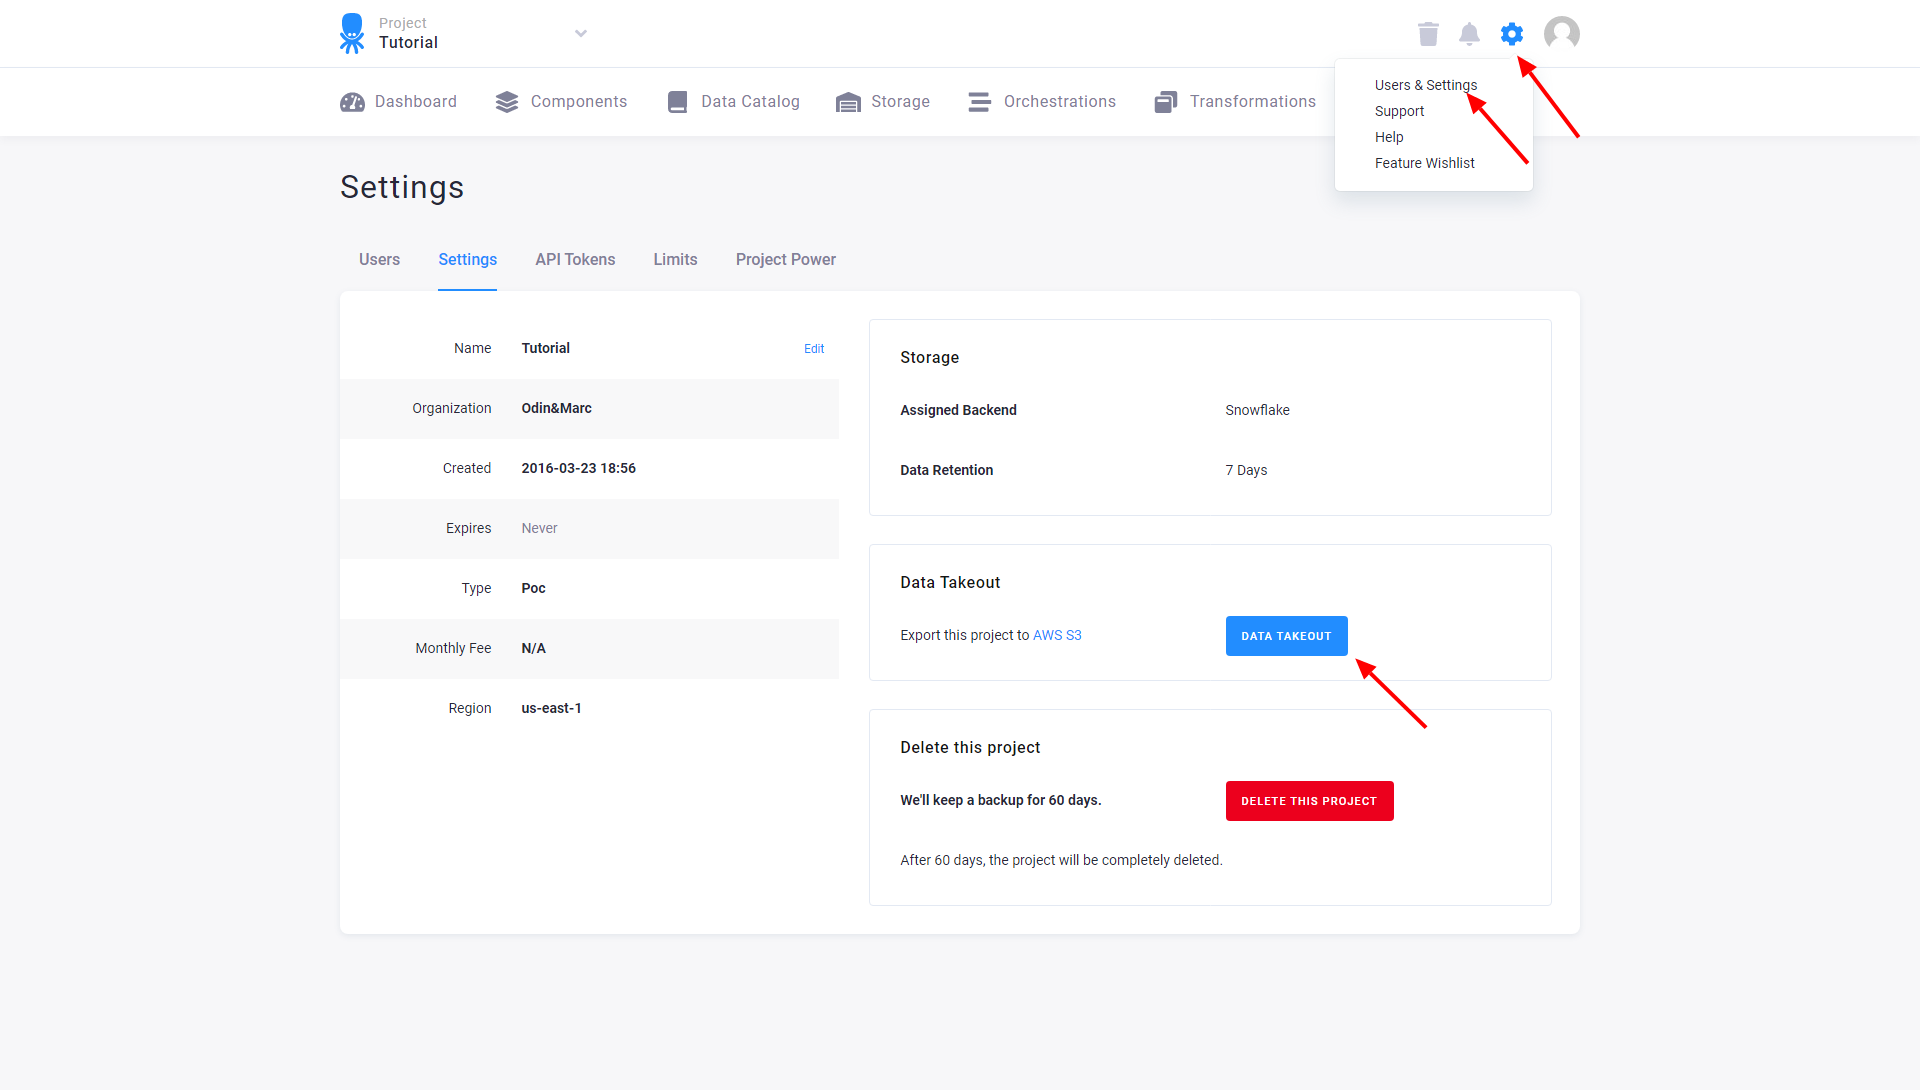 Project
Tutorial
Users & Settings
Support
Help
Feature Wishlist
Dashboard
Components
Data Catalog
Storage
Orchestrations
Transformations
Settings
Users
Settings
API Tokens
Limits
Project Power
Name Tutorial Edit
Organization Odin&Marc
Created 2016-03-23 18:56
Expires Never
Type Poc
Monthly Fee N/A
Region us-east-1
Storage
Assigned Backend Snowflake
Data Retention 7 Days
Data Takeout
Export this project to AWS S3 DATA TAKEOUT
Delete this project
We'll keep a backup for 60 days. DELETE THIS PROJECT
After 60 days, the project will be completely deleted.